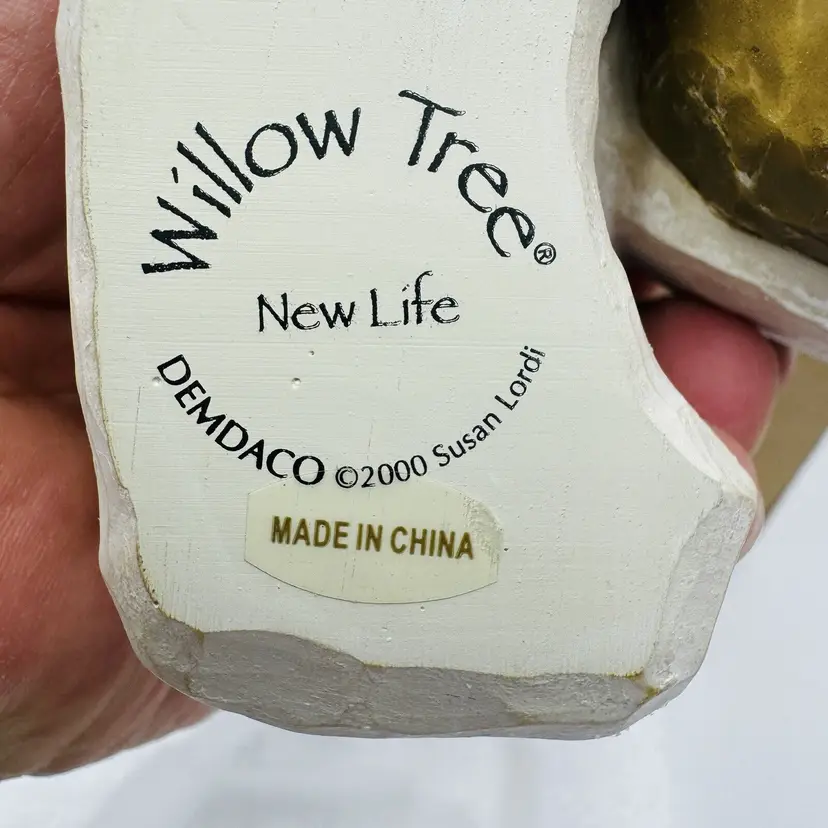 Willow Tree®
New Life
DEMDACO ©2000 Susan Lordi
MADE IN CHINA